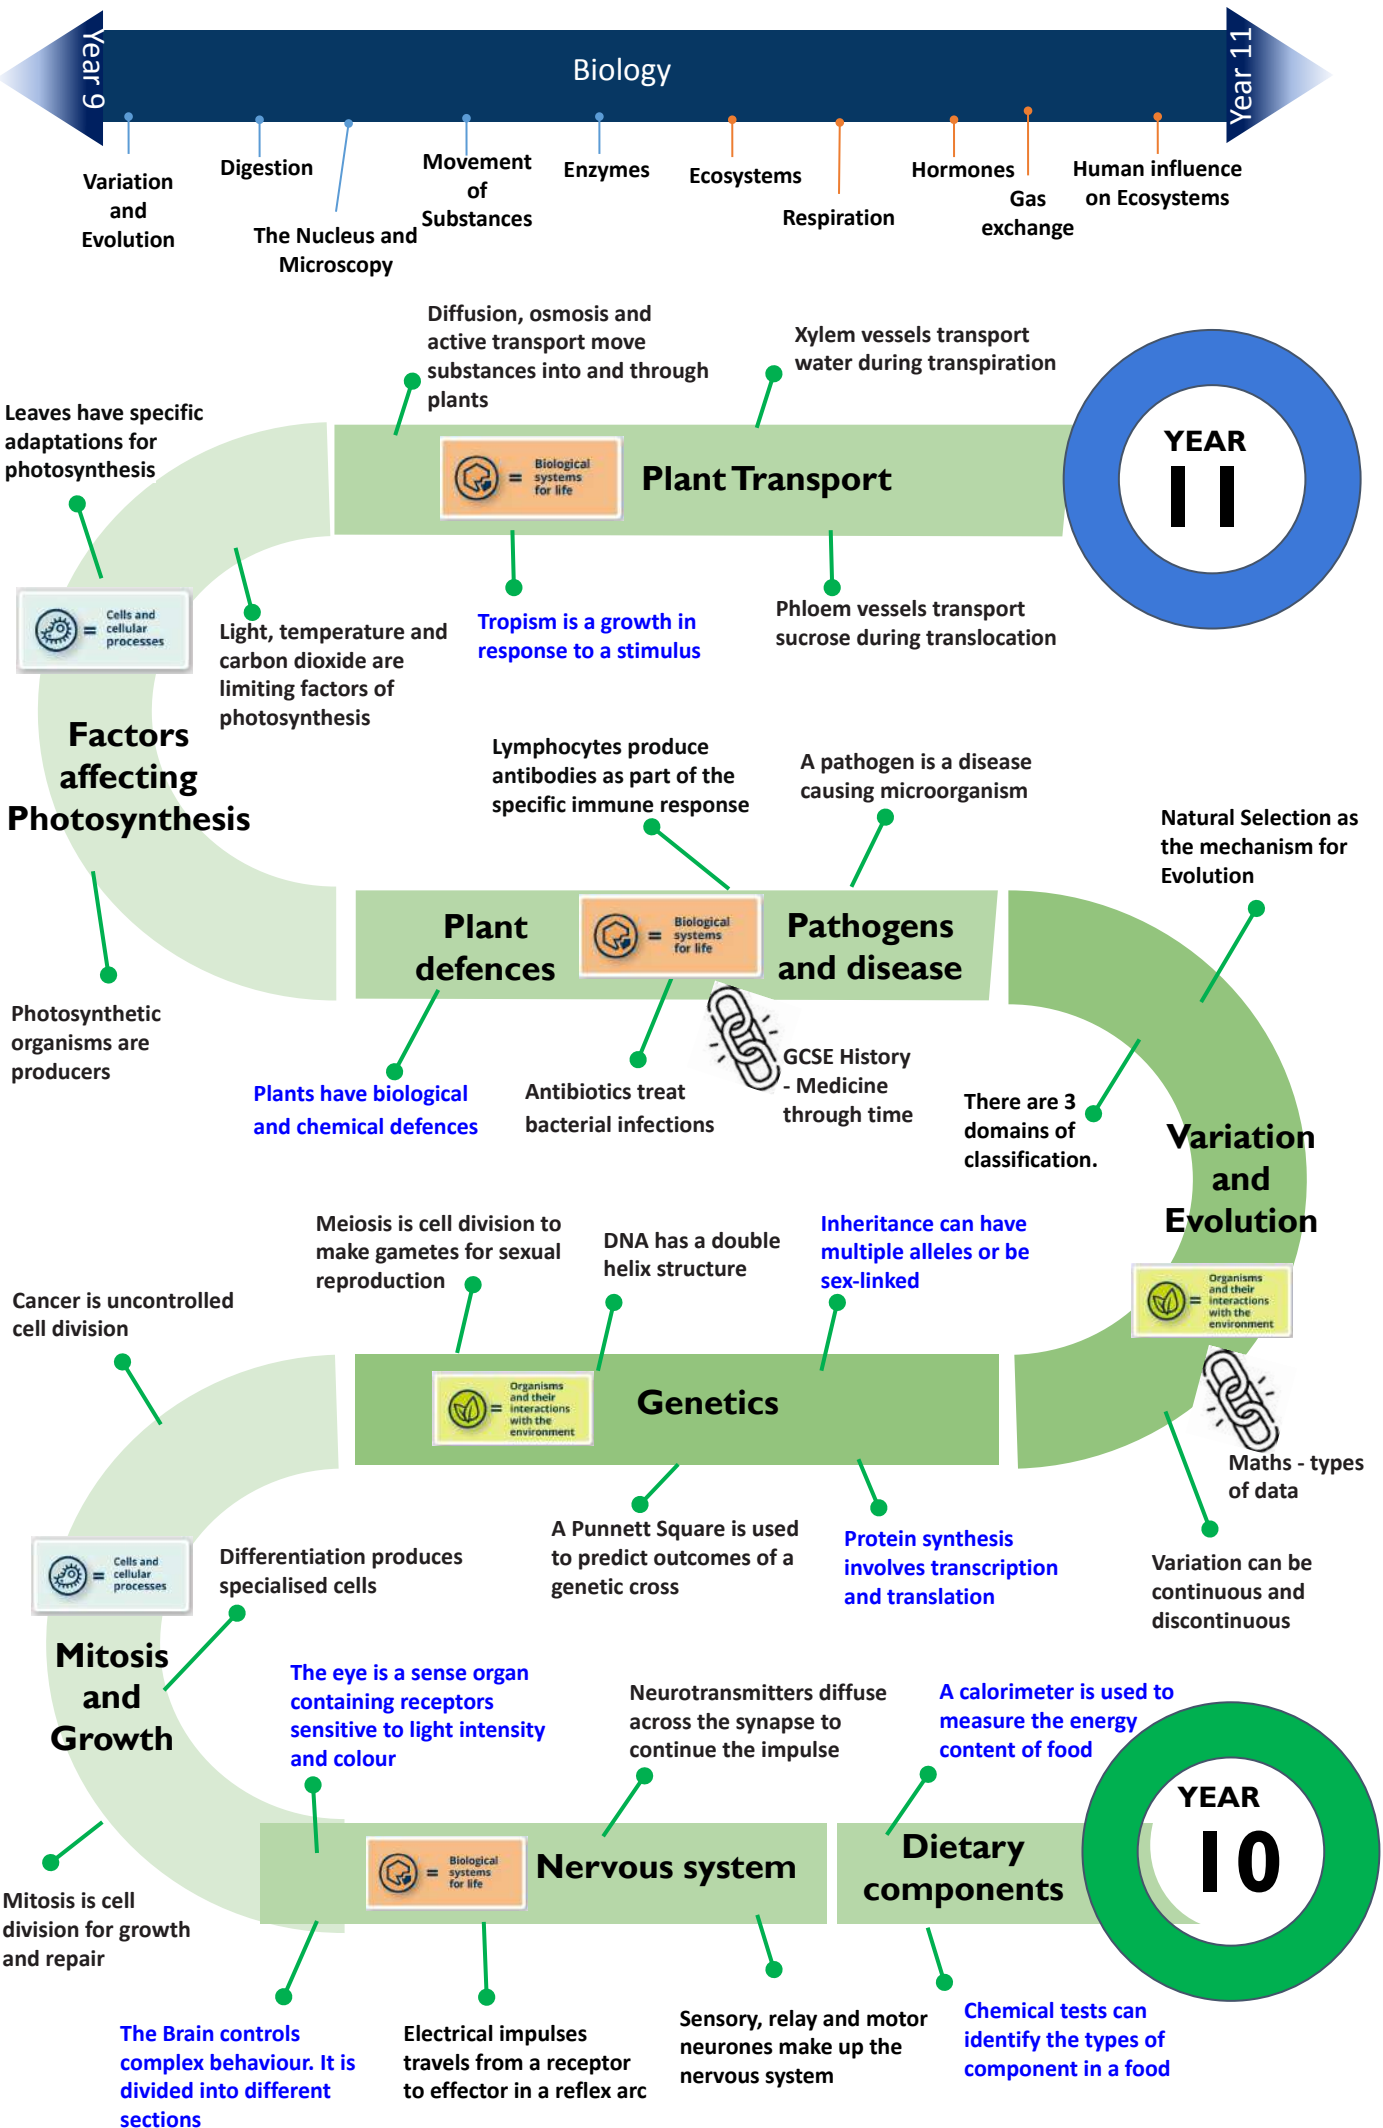 Year 9
Biology
Year 11
Variation
and
Evolution
Digestion
The Nucleus and
Microscopy
Movement
of
Substances
Enzymes
Ecosystems
Respiration
Hormones
Gas
exchange
Human influence
on Ecosystems
Diffusion, osmosis and
active transport move
substances into and through
plants
Xylem vessels transport
water during transpiration
YEAR
11
Leaves have specific
adaptations for
photosynthesis
=
Biological
systems
for life
Plant Transport
=
Cells and
cellular
processes
Light, temperature and
carbon dioxide are
limiting factors of
photosynthesis
Tropism is a growth in
response to a stimulus
Phloem vessels transport
sucrose during translocation
Factors
affecting
Photosynthesis
Lymphocytes produce
antibodies as part of the
specific immune response
A pathogen is a disease
causing microorganism
Natural Selection as
the mechanism for
Evolution
Plant
defences
=
Biological
systems
for life
Pathogens
and disease
Photosynthetic
organisms are
producers
Plants have biological
and chemical defences
Antibiotics treat
bacterial infections
GCSE History
- Medicine
through time
There are 3
domains of
classification.
Variation
and
Evolution
=
Organisms
and their
interactions
with the
environment
Meiosis is cell division to
make gametes for sexual
reproduction
DNA has a double
helix structure
Inheritance can have
multiple alleles or be
sex-linked
Cancer is uncontrolled
cell division
=
Organisms
and their
interactions
with the
environment
Genetics
Maths - types
of data
A Punnett Square is used
to predict outcomes of a
genetic cross
Protein synthesis
involves transcription
and translation
Variation can be
continuous and
discontinuous
=
Cells and
cellular
processes
Differentiation produces
specialised cells
Mitosis
and
Growth
The eye is a sense organ
containing receptors
sensitive to light intensity
and colour
Neurotransmitters diffuse
across the synapse to
continue the impulse
A calorimeter is used to
measure the energy
content of food
YEAR
10
=
Biological
systems
for life
Nervous system
Dietary
components
Mitosis is cell
division for growth
and repair
The Brain controls
complex behaviour. It is
divided into different
sections
Electrical impulses
travels from a receptor
to effector in a reflex arc
Sensory, relay and motor
neurones make up the
nervous system
Chemical tests can
identify the types of
component in a food